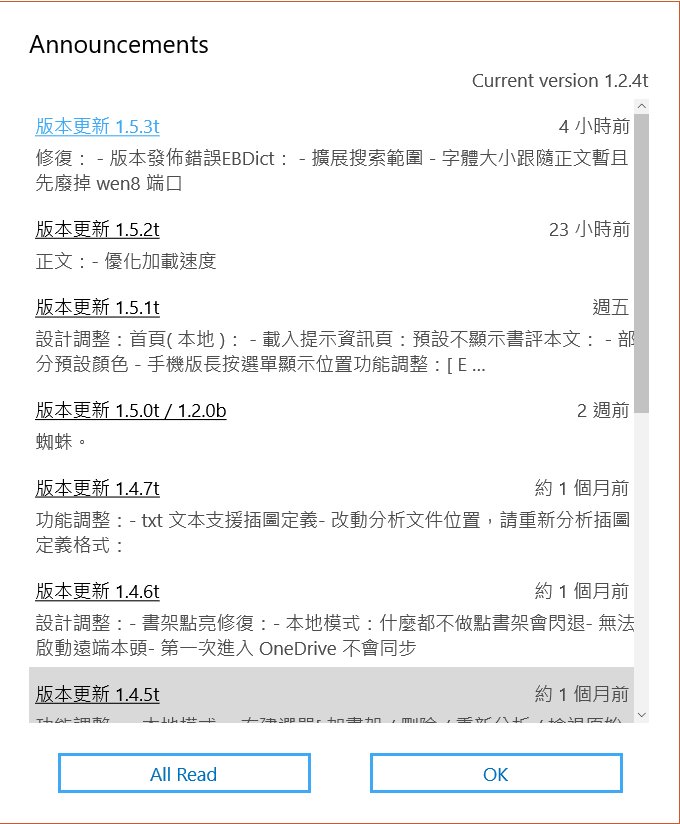 Announcements
Current version 1.2.4t
版本更新 1.5.3t 4 小時前
修復： - 版本發佈錯誤EBDict： - 擴展搜索範圍 - 字體大小跟隨正文暫且
先廢掉 wen8 端口
版本更新 1.5.2t 23 小時前
正文：- 優化加載速度
版本更新 1.5.1t 週五
設計調整：首頁( 本地 )： - 載入提示資訊頁：預設不顯示書評本文： - 部
分預設顏色 - 手機版長按選單顯示位置功能調整：[ E ...
版本更新 1.5.0t / 1.2.0b 2 週前
蜘蛛。
版本更新 1.4.7t 約 1 個月前
功能調整：- txt 文本支援插圖定義- 改動分析文件位置，請重新分析插圖
定義格式：
版本更新 1.4.6t 約 1 個月前
設計調整：- 書架點亮修復：- 本地模式：什麼都不做點書架會閃退- 無法
啟動遠端本頭- 第一次進入 OneDrive 不會同步
版本更新 1.4.5t 約 1 個月前
All Read OK